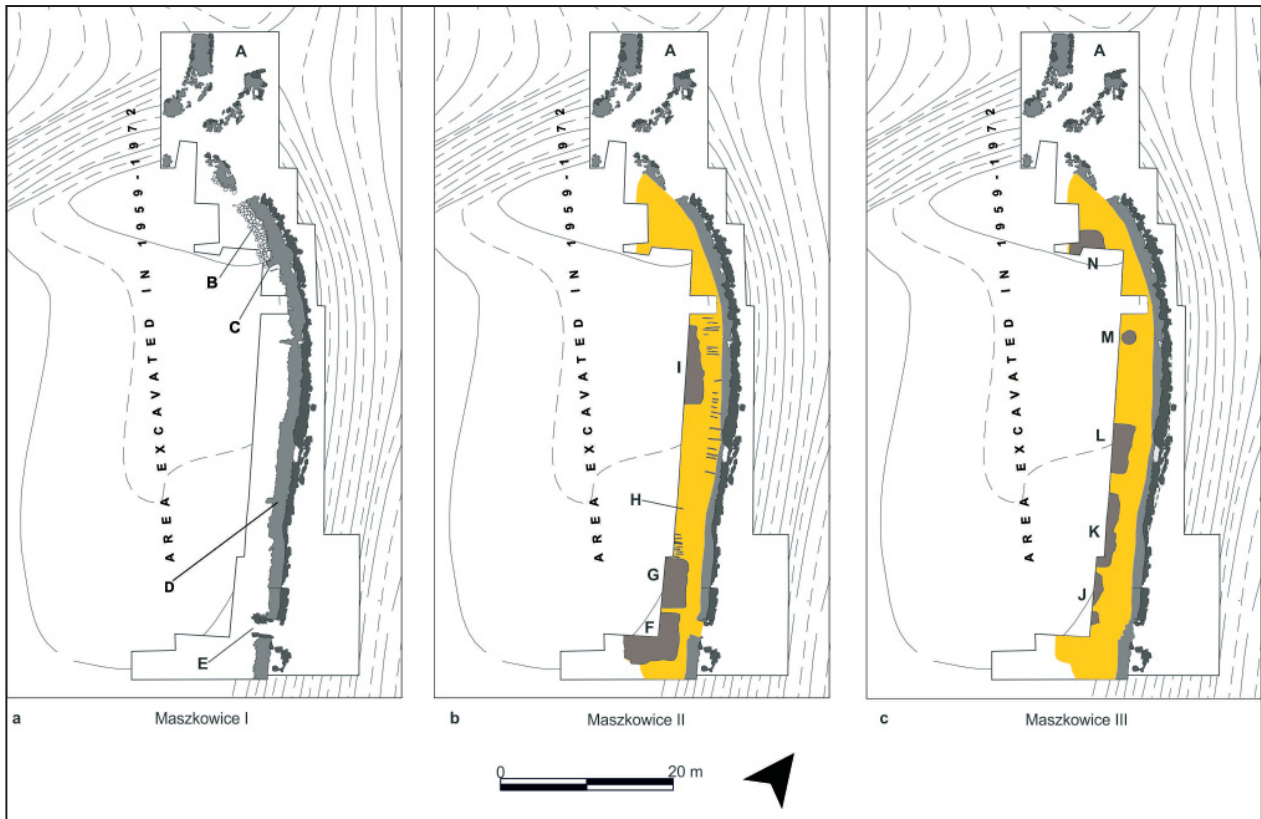 A
AREA EXCAVATED IN 1959-1972
B
C
D
E
a
Maszkowice I
A
AREA EXCAVATED IN 1959-1972
I
H
G
F
b
Maszkowice II
A
AREA EXCAVATED IN 1959-1972
N
M
L
K
J
c
Maszkowice III
0
20 m